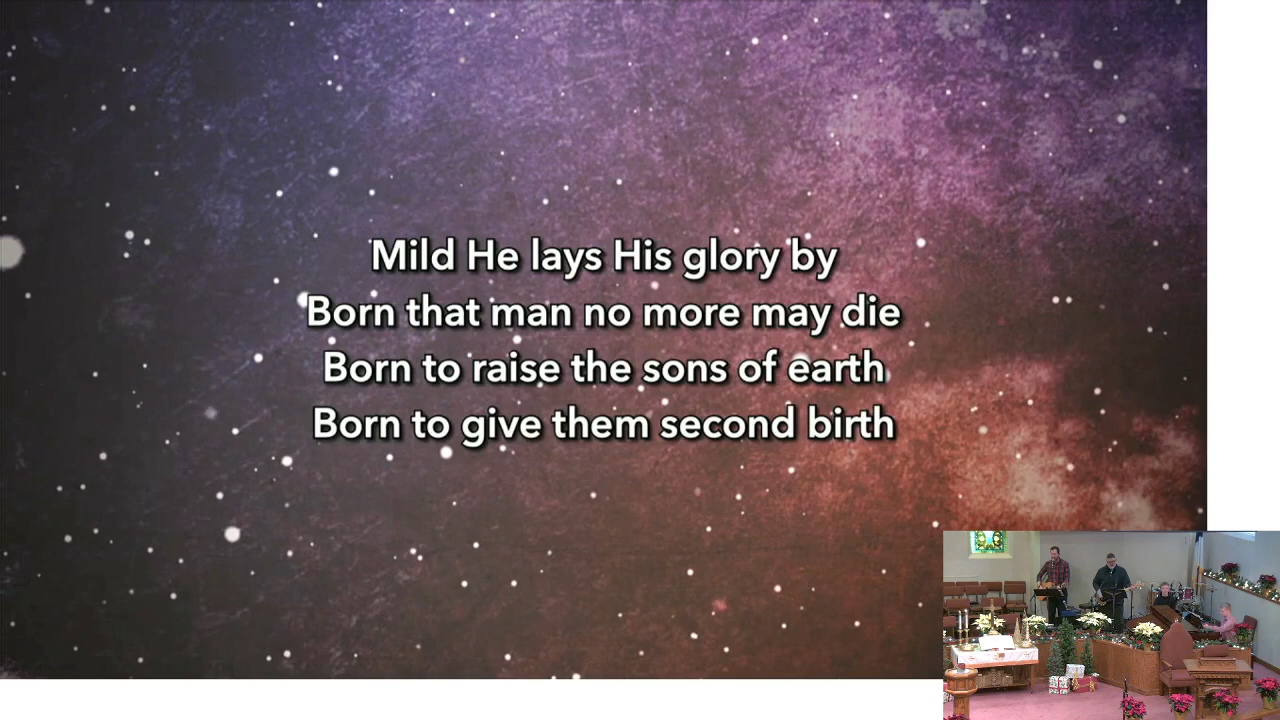 Mild He lays His glory by
Born that man no more may die
Born to raise the sons of earth
Born to give them second birth